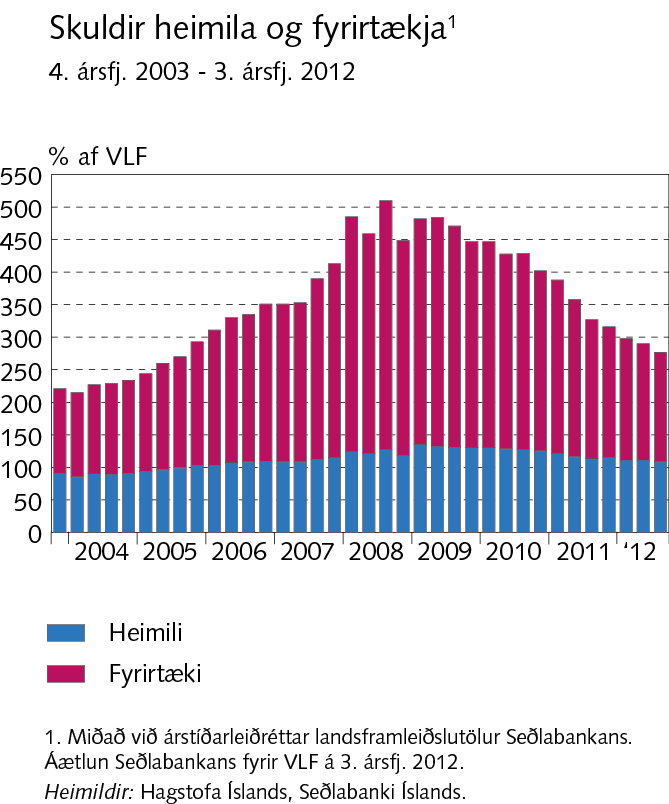 Skuldir heimila og fyrirtækja¹
4. ársfj. 2003 - 3. ársfj. 2012
% af VLF
550
500
450
400
350
300
250
200
150
100
50
0
2004 2005 2006 2007 2008 2009 2010 2011 ‘12
Heimili
Fyrirtæki
1. Miðað við árstíðarleiðréttar landsframleiðslutölur Seðlabankans.
Áætlun Seðlabankans fyrir VLF á 3. ársfj. 2012.
Heimildir: Hagstofa Íslands, Seðlabanki Íslands.